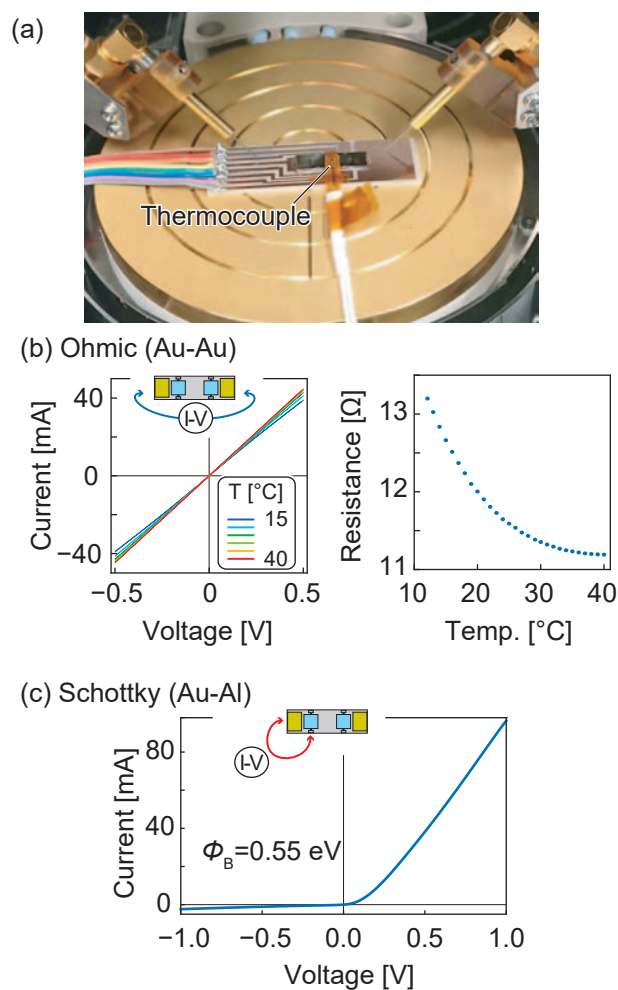 (a)
Thermocouple
(b) Ohmic (Au-Au)
Current [mA]
40
0
−40
I-V
T [°C]
15
40
−0.5
0
0.5
Voltage [V]
Resistance [Ω]
13
12
11
10
20
30
40
Temp. [°C]
(c) Schottky (Au-Al)
Current [mA]
80
40
0
I-V
ΦB=0.55 eV
−1.0
−0.5
0.0
0.5
1.0
Voltage [V]